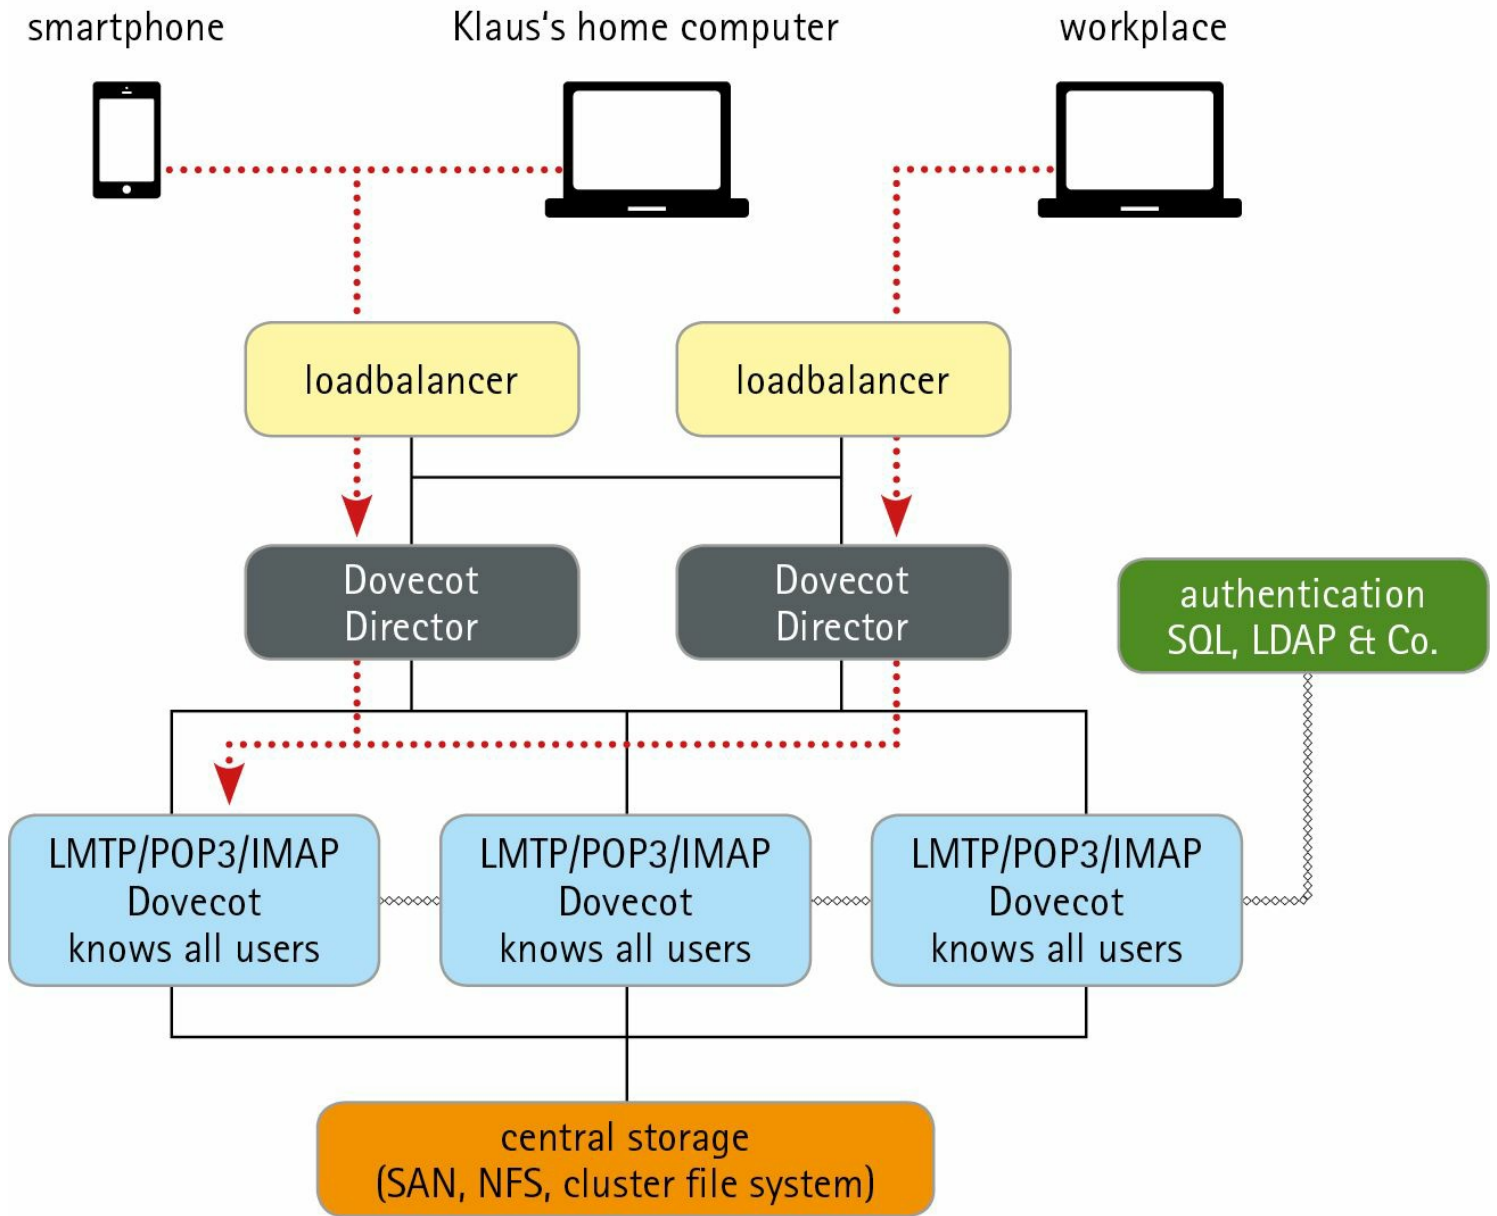 smartphone
Klaus‘s home computer
workplace
loadbalancer
loadbalancer
Dovecot
Director
Dovecot
Director
authentication
SQL, LDAP & Co.
LMTP/POP3/IMAP
Dovecot
knows all users
LMTP/POP3/IMAP
Dovecot
knows all users
LMTP/POP3/IMAP
Dovecot
knows all users
central storage
(SAN, NFS, cluster file system)